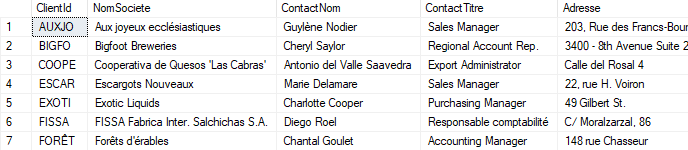 ClientId NomSociete ContactNom ContactTitre Adresse
1 AUXJO Aux joyeux ecclésiastiques Guylène Nodier Sales Manager 203, Rue des Francs-Bour
2 BIGFO Bigfoot Breweries Cheryl Saylor Regional Account Rep. 3400 - 8th Avenue Suite 2
3 COOPE Cooperativa de Quesos 'Las Cabras' Antonio del Valle Saavedra Export Administrator Calle del Rosal 4
4 ESCAR Escargots Nouveaux Marie Delamare Sales Manager 22, rue H. Voiron
5 EXOTI Exotic Liquids Charlotte Cooper Purchasing Manager 49 Gilbert St.
6 FISSA FISSA Fabrica Inter. Salchichas S.A. Diego Roel Responsable comptabilité C/ Moralzarzal, 86
7 FORÊT Forêts d'érables Chantal Goulet Accounting Manager 148 rue Chasseur